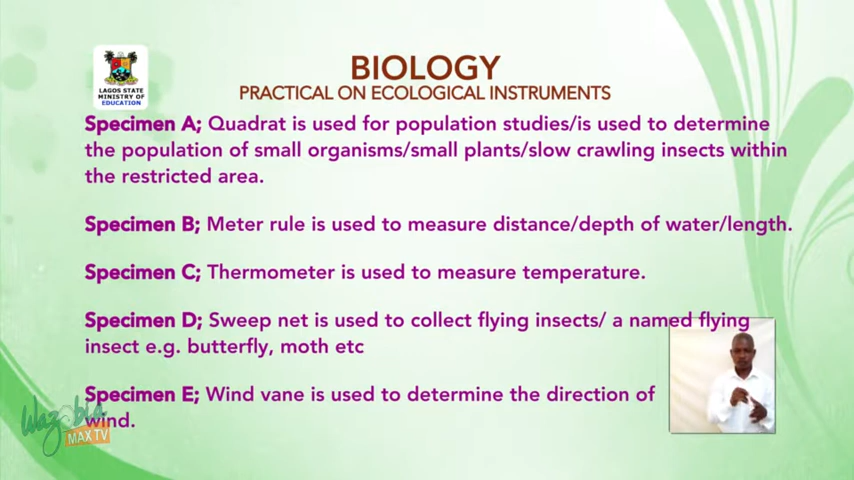 LAGOS STATE
MINISTRY OF
EDUCATION
BIOLOGY
PRACTICAL ON ECOLOGICAL INSTRUMENTS
Specimen A; Quadrat is used for population studies/is used to determine
the population of small organisms/small plants/slow crawling insects within
the restricted area.
Specimen B; Meter rule is used to measure distance/depth of water/length.
Specimen C; Thermometer is used to measure temperature.
Specimen D; Sweep net is used to collect flying insects/ a named flying
insect e.g. butterfly, moth etc
Specimen E; Wind vane is used to determine the direction of
wind.
Wazobia
MAX TV